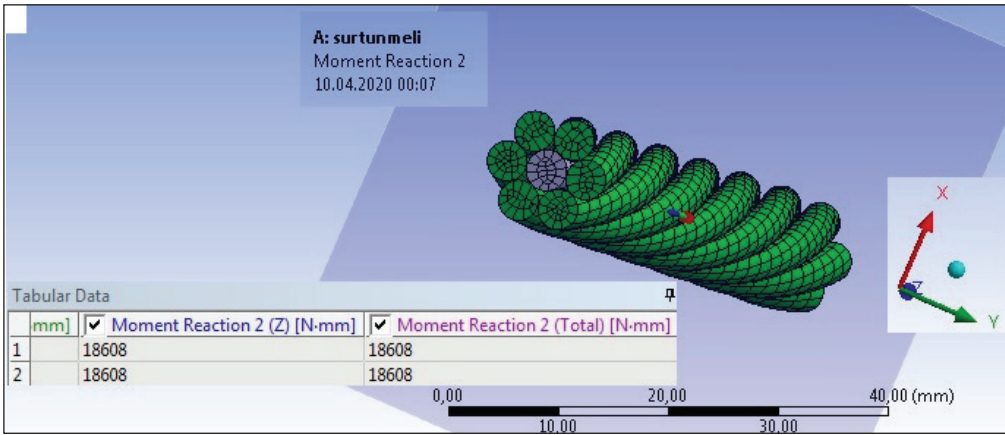 A: surtunmeli
Moment Reaction 2
10.04.2020 00:07
X
Z
Y
Tabular Data
mm] Moment Reaction 2 (Z) [N·mm] Moment Reaction 2 (Total) [N·mm]
1 18608 18608
2 18608 18608
0,00 20,00 40,00 (mm)
10,00 30,00